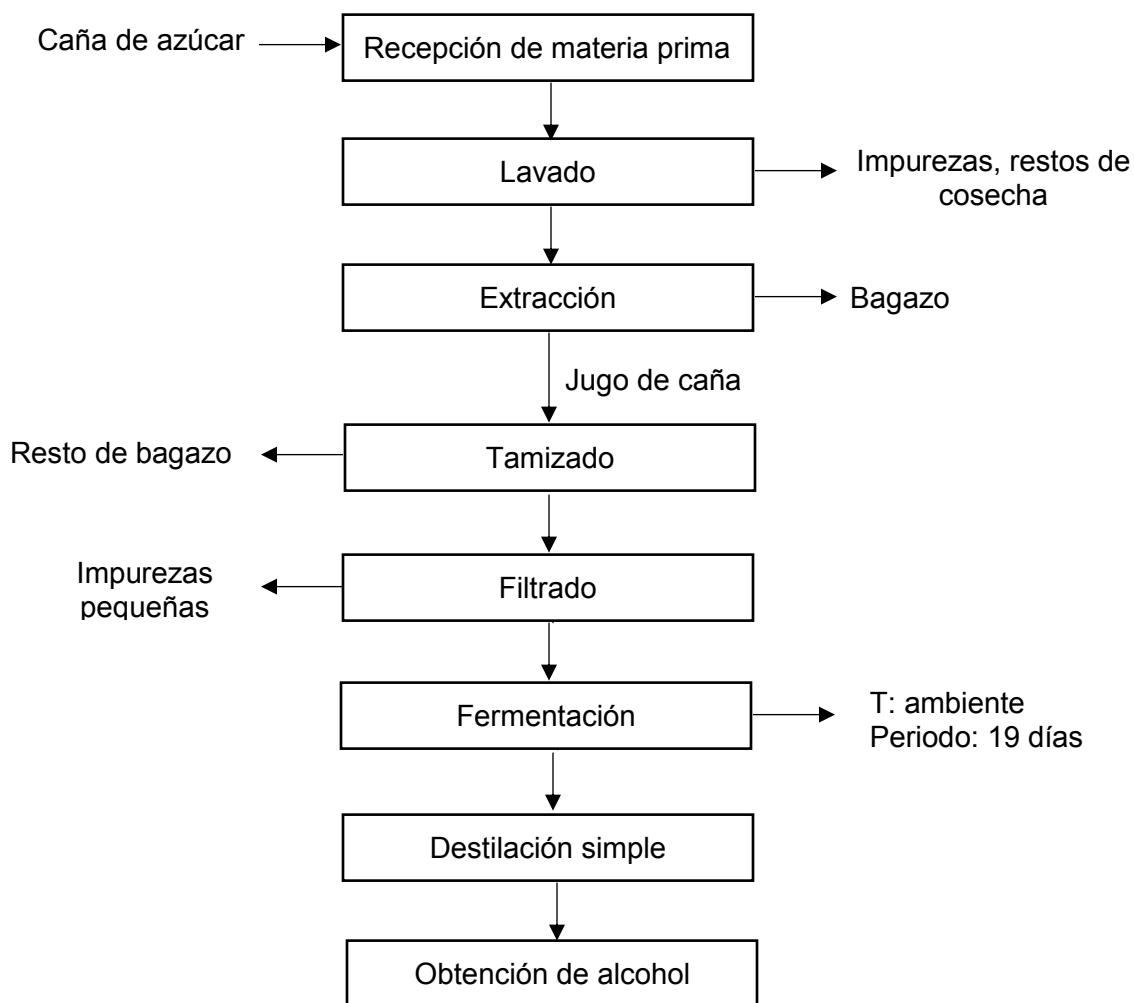 Caña de azúcar
Recepción de materia prima
Lavado
Impurezas, restos de
cosecha
Extracción
Bagazo
Jugo de caña
Resto de bagazo
Tamizado
Impurezas
pequeñas
Filtrado
Fermentación
T: ambiente
Periodo: 19 días
Destilación simple
Obtención de alcohol